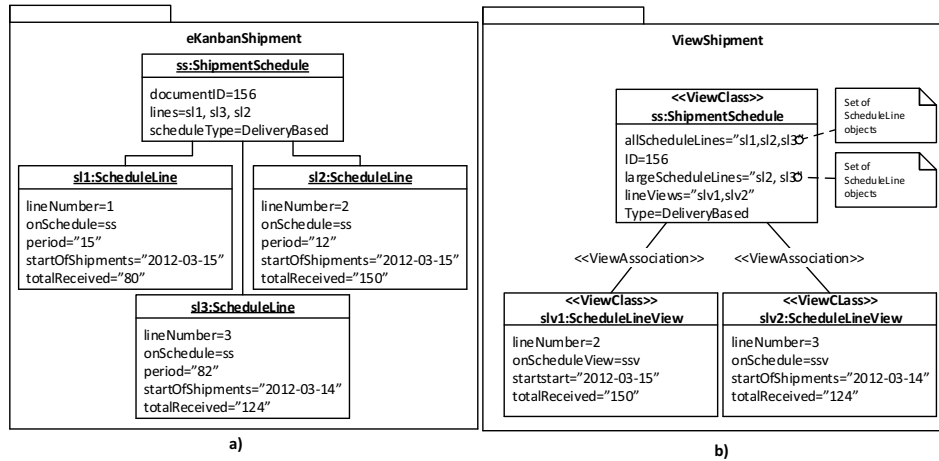 eKanbanShipment
ss:ShipmentSchedule
documentID=156
lines=sl1, sl3, sl2
scheduleType=DeliveryBased
sl1:ScheduleLine
lineNumber=1
onSchedule=ss
period="15"
startOfShipments="2012-03-15"
totalReceived="80"
sl2:ScheduleLine
lineNumber=2
onSchedule=ss
period="12"
startOfShipments="2012-03-15"
totalReceived="150"
sl3:ScheduleLine
lineNumber=3
onSchedule=ss
period="82"
startOfShipments="2012-03-14"
totalReceived="124"
a)
ViewShipment
<<ViewClass>>
ss:ShipmentSchedule
allScheduleLines="sl1,sl2,sl3"
ID=156
largeScheduleLines="sl2, sl3"
lineViews="slv1,slv2"
Type=DeliveryBased
Set of
ScheduleLine
objects
Set of
ScheduleLine
objects
<<ViewAssociation>>
<<ViewAssociation>>
<<ViewClass>>
slv1:ScheduleLineView
lineNumber=2
onScheduleView=ssv
startstart="2012-03-15"
totalReceived="150"
<<ViewCLass>>
slv2:ScheduleLineView
lineNumber=3
onSchedule=ssv
startOfShipments="2012-03-14"
totalReceived="124"
b)